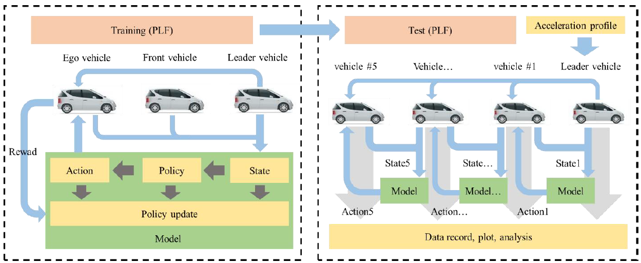 Training (PLF)
Ego vehicle
Front vehicle
Leader vehicle
Rewad
Action
Policy
State
Policy update
Model
Test (PLF)
Acceleration profile
vehicle #5
Vehicle…
vehicle #1
Leader vehicle
State5
State…
State1
Model
Model…
Model
Action5
Action…
Action1
Data record, plot, analysis